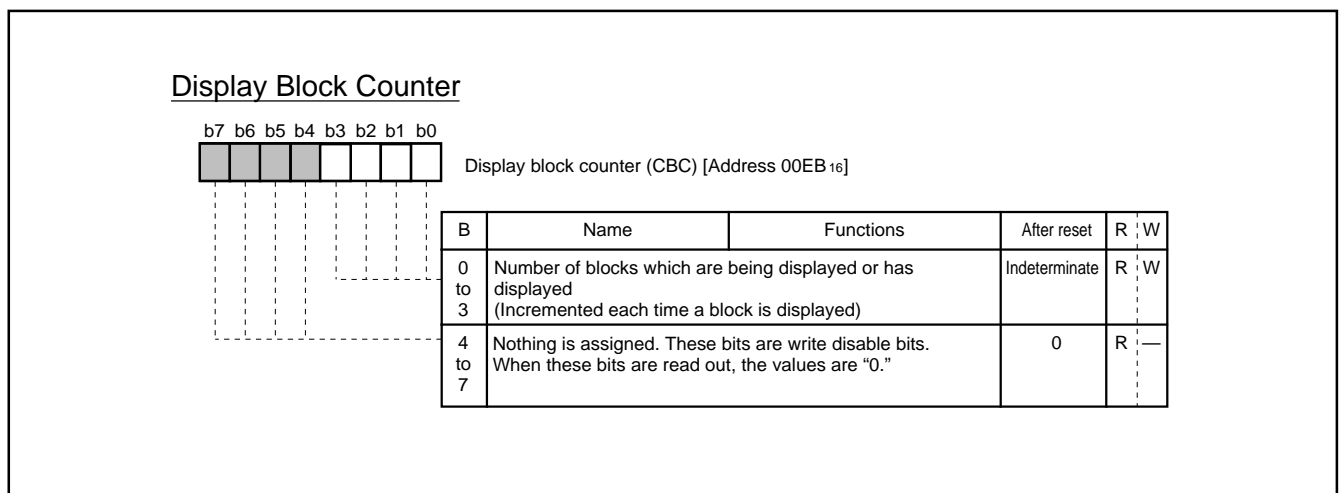 Display Block Counter
b7 b6 b5 b4 b3 b2 b1 b0
Display block counter (CBC) [Address 00EB16]
B Name Functions After reset R W
0 to 3 Number of blocks which are being displayed or has Indeterminate R W
displayed
(Incremented each time a block is displayed)
4 to 7 Nothing is assigned. These bits are write disable bits. 0 R —
When these bits are read out, the values are “0.”